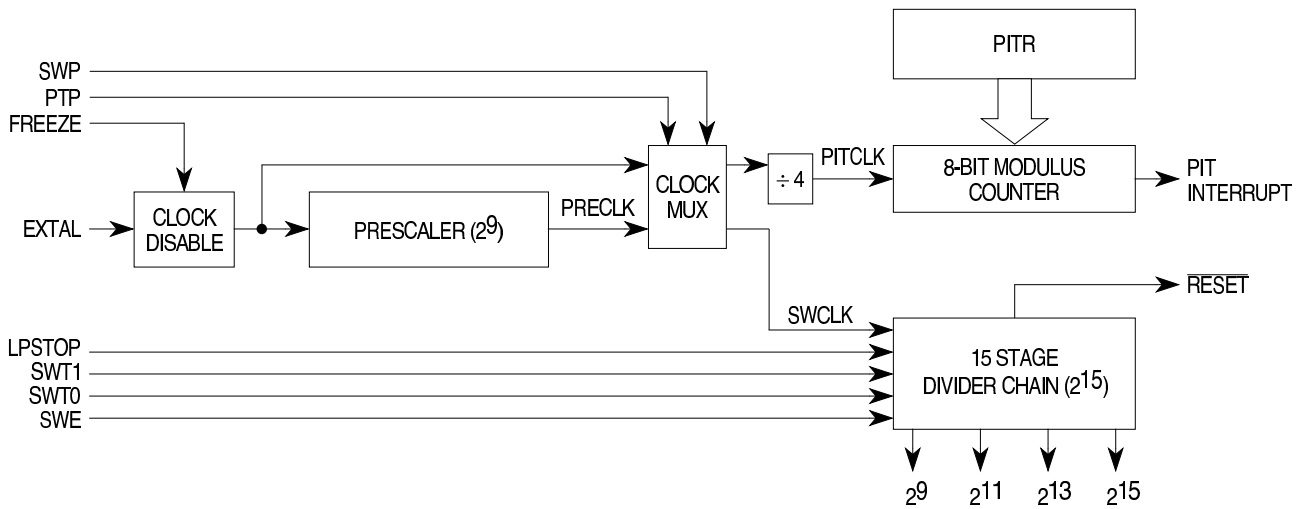 PITR
SWP
PTP
FREEZE
EXTAL
CLOCK
DISABLE
PRESCALER (2⁹)
PRECLK
CLOCK
MUX
÷ 4
PITCLK
8-BIT MODULUS
COUNTER
PIT
INTERRUPT
RESET
SWCLK
LPSTOP
SWT1
SWT0
SWE
15 STAGE
DIVIDER CHAIN (2¹⁵)
2⁹ 2¹¹ 2¹³ 2¹⁵